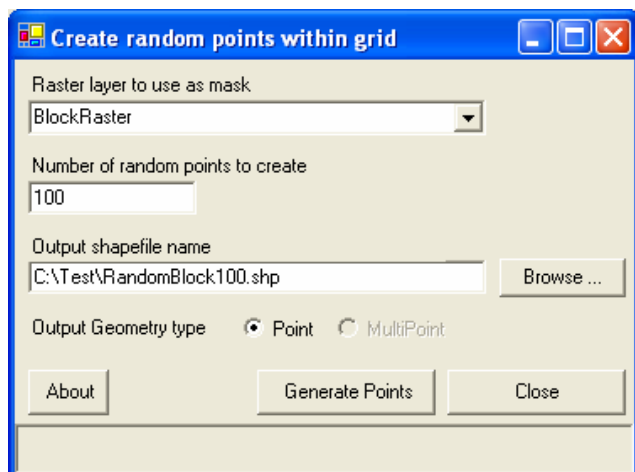 Create random points within grid
Raster layer to use as mask
BlockRaster
Number of random points to create
100
Output shapefile name
C:\Test\RandomBlock100.shp
Browse ...
Output Geometry type Point MultiPoint
About Generate Points Close